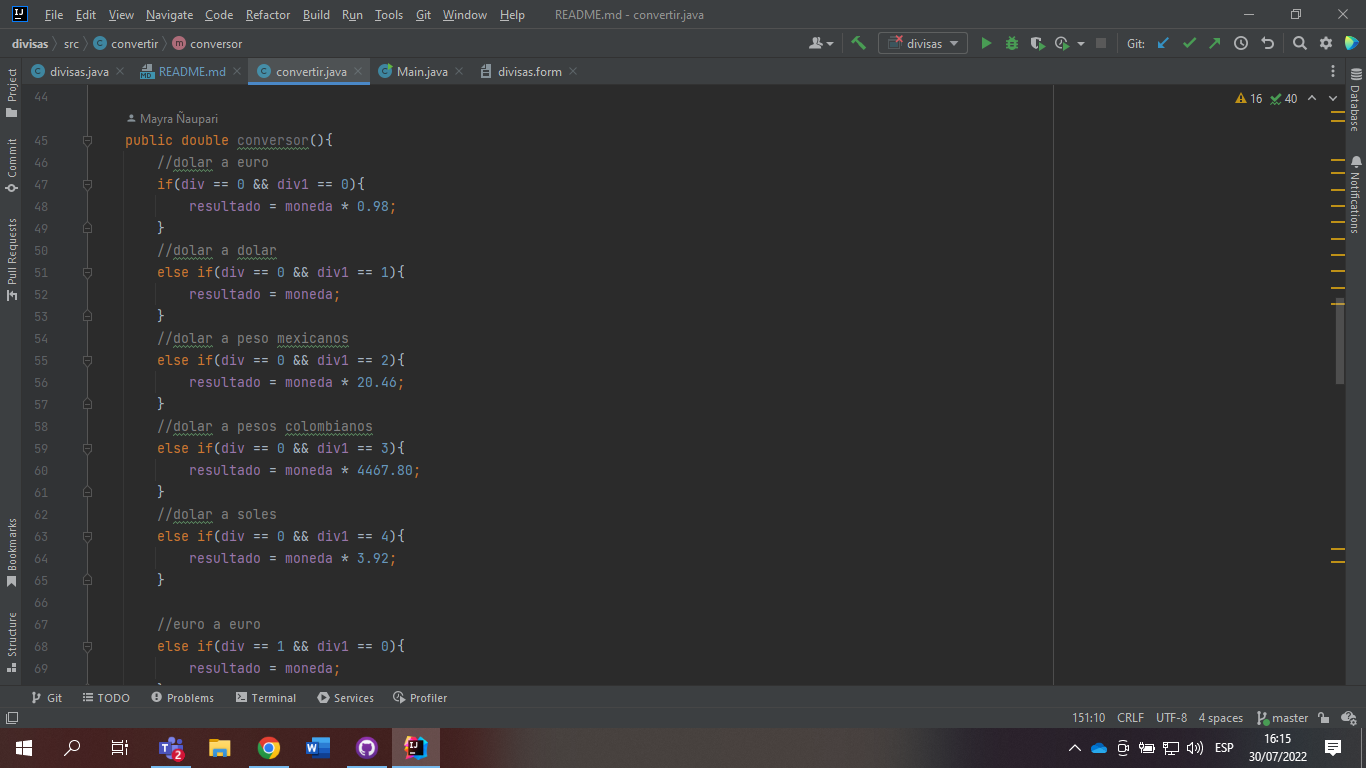 File Edit View Navigate Code Refactor Build Run Tools Git Window Help README.md - convertir.java
divisas src convertir conversor divisas Git:
divisas.java README.md convertir.java Main.java divisas.form
Project
Commit
Pull Requests
Bookmarks
Structure
Database
Notifications
16 40
44
Mayra Ñaupari
45 public double conversor(){
46 //dolar a euro
47 if(div == 0 && div1 == 0){
48 resultado = moneda * 0.98;
49 }
50 //dolar a dolar
51 else if(div == 0 && div1 == 1){
52 resultado = moneda;
53 }
54 //dolar a peso mexicanos
55 else if(div == 0 && div1 == 2){
56 resultado = moneda * 20.46;
57 }
58 //dolar a pesos colombianos
59 else if(div == 0 && div1 == 3){
60 resultado = moneda * 4467.80;
61 }
62 //dolar a soles
63 else if(div == 0 && div1 == 4){
64 resultado = moneda * 3.92;
65 }
66
67 //euro a euro
68 else if(div == 1 && div1 == 0){
69 resultado = moneda;
Git TODO Problems Terminal Services Profiler
151:10 CRLF UTF-8 4 spaces master
2 ESP 16:15
30/07/2022